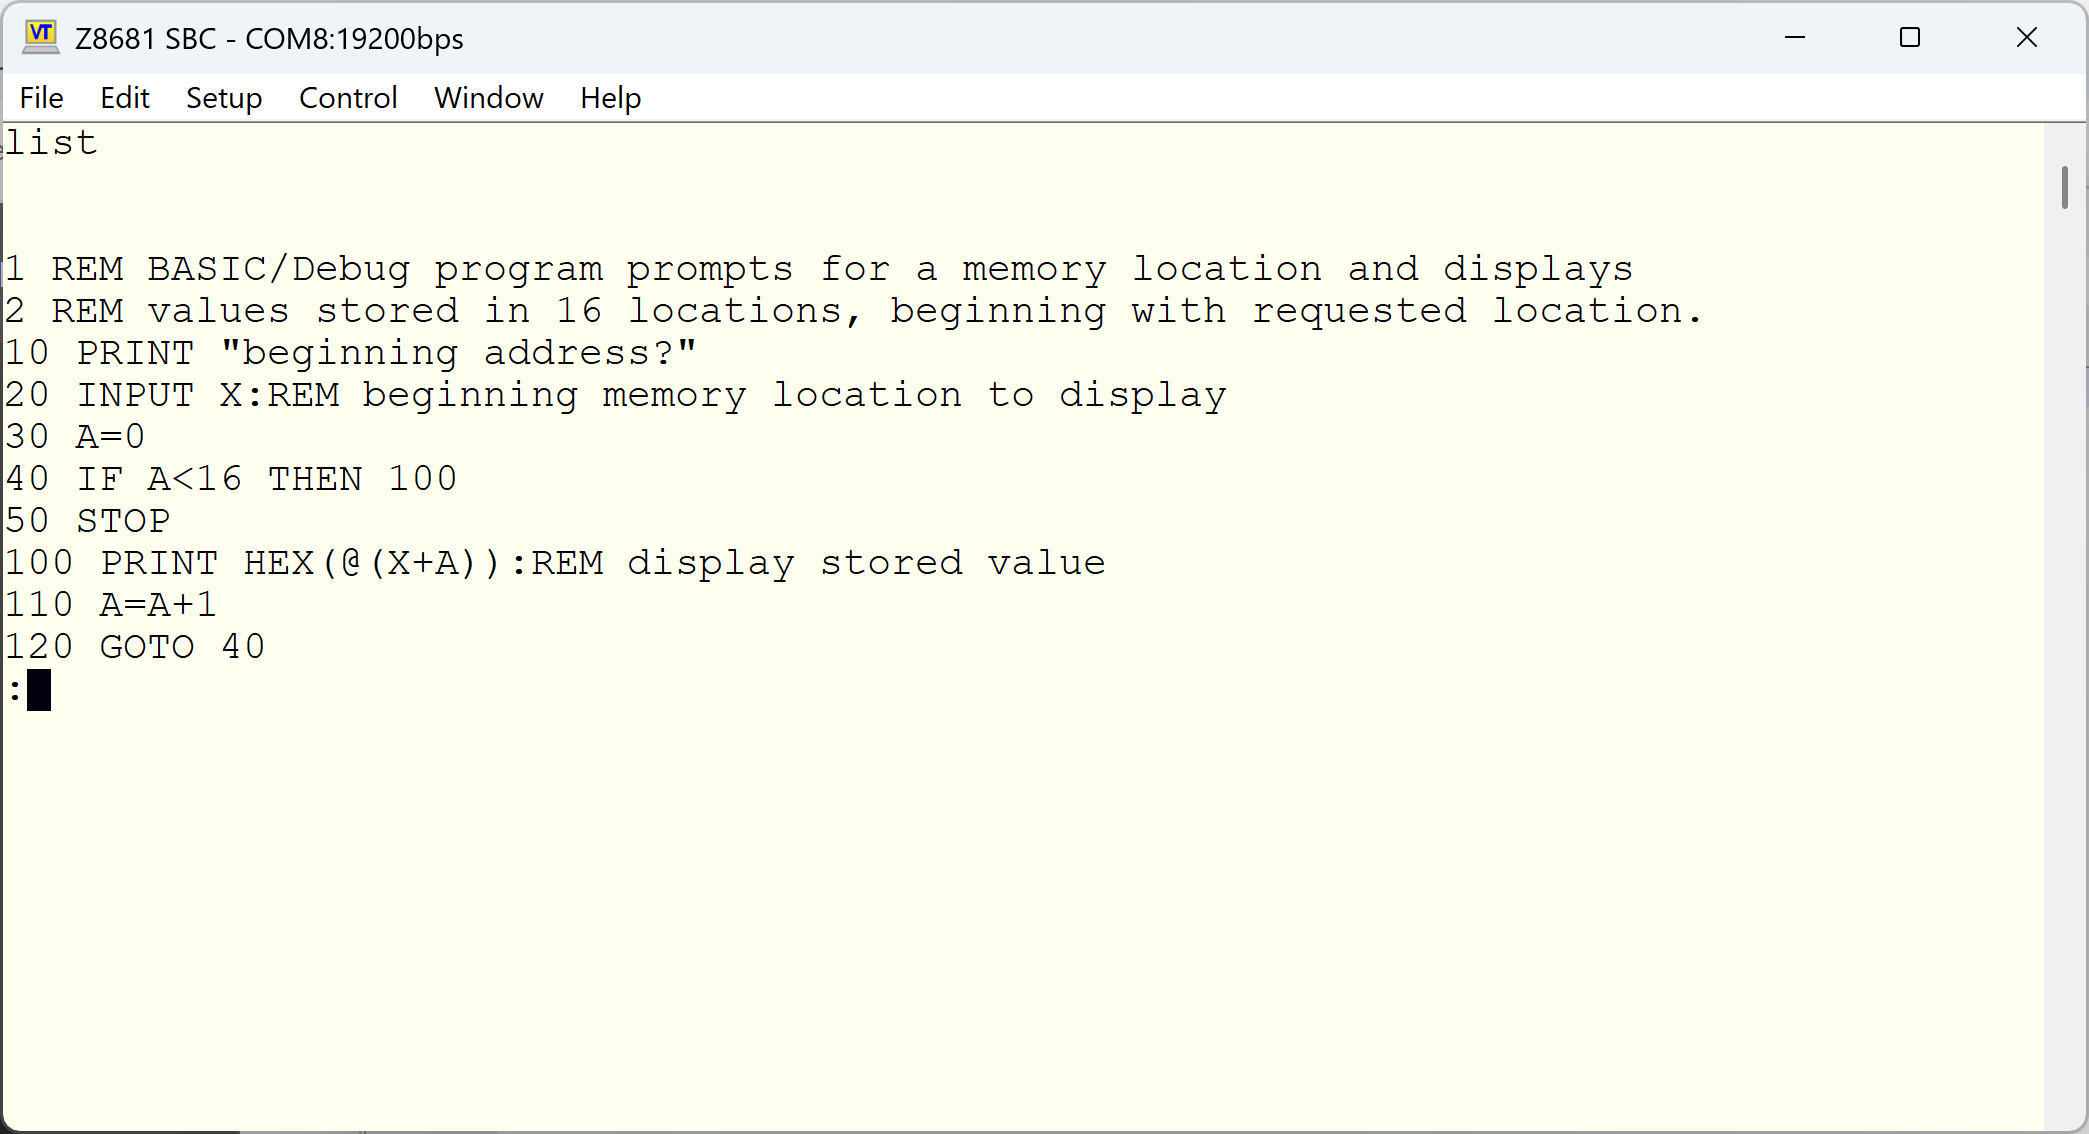 Z8681 SBC - COM8:19200bps
File Edit Setup Control Window Help
list
1 REM BASIC/Debug program prompts for a memory location and displays
2 REM values stored in 16 locations, beginning with requested location.
10 PRINT "beginning address?"
20 INPUT X:REM beginning memory location to display
30 A=0
40 IF A<16 THEN 100
50 STOP
100 PRINT HEX(@(X+A)):REM display stored value
110 A=A+1
120 GOTO 40
: